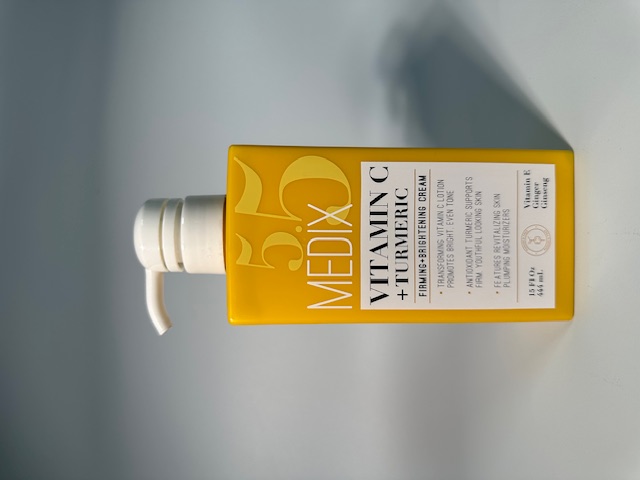 5.5
MEDIX
VITAMIN C
+TURMERIC
FIRMING+BRIGHTENING CREAM
• TRANSFORMING VITAMIN C LOTION
PROMOTES BRIGHT, EVEN TONE
• ANTIOXIDANT TURMERIC SUPPORTS
FIRM, YOUTHFUL LOOKING SKIN
• FEATURES REVITALIZING SKIN
PLUMPING MOISTURIZERS
15 Fl Oz
444 mL
Vitamin E
Ginger
Ginseng